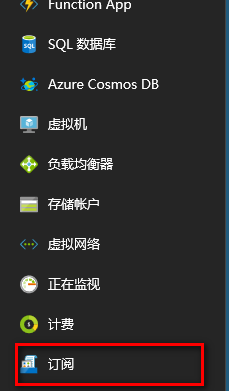 Function App
SQL 数据库
Azure Cosmos DB
虚拟机
负载均衡器
存储帐户
虚拟网络
正在监视
计费
订阅